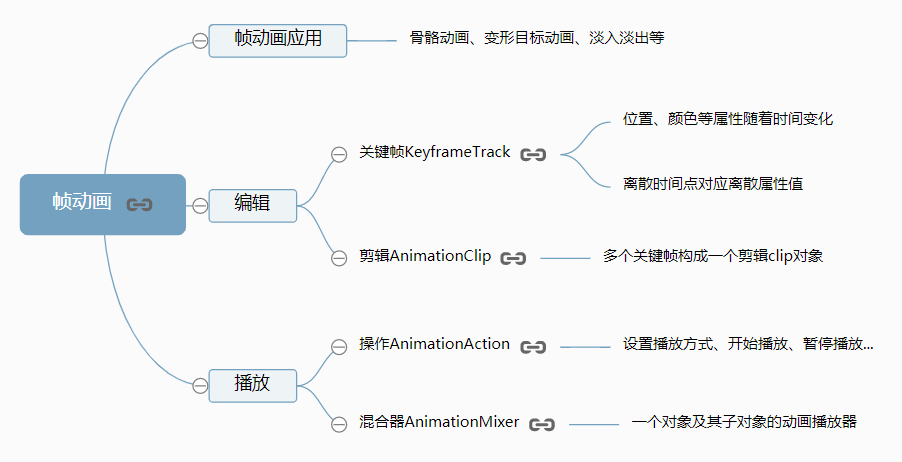 帧动画
帧动画应用
骨骼动画、变形目标动画、淡入淡出等
编辑
关键帧KeyframeTrack
位置、颜色等属性随着时间变化
离散时间点对应离散属性值
剪辑AnimationClip
多个关键帧构成一个剪辑clip对象
播放
操作AnimationAction
设置播放方式、开始播放、暂停播放...
混合器AnimationMixer
一个对象及其子对象的动画播放器